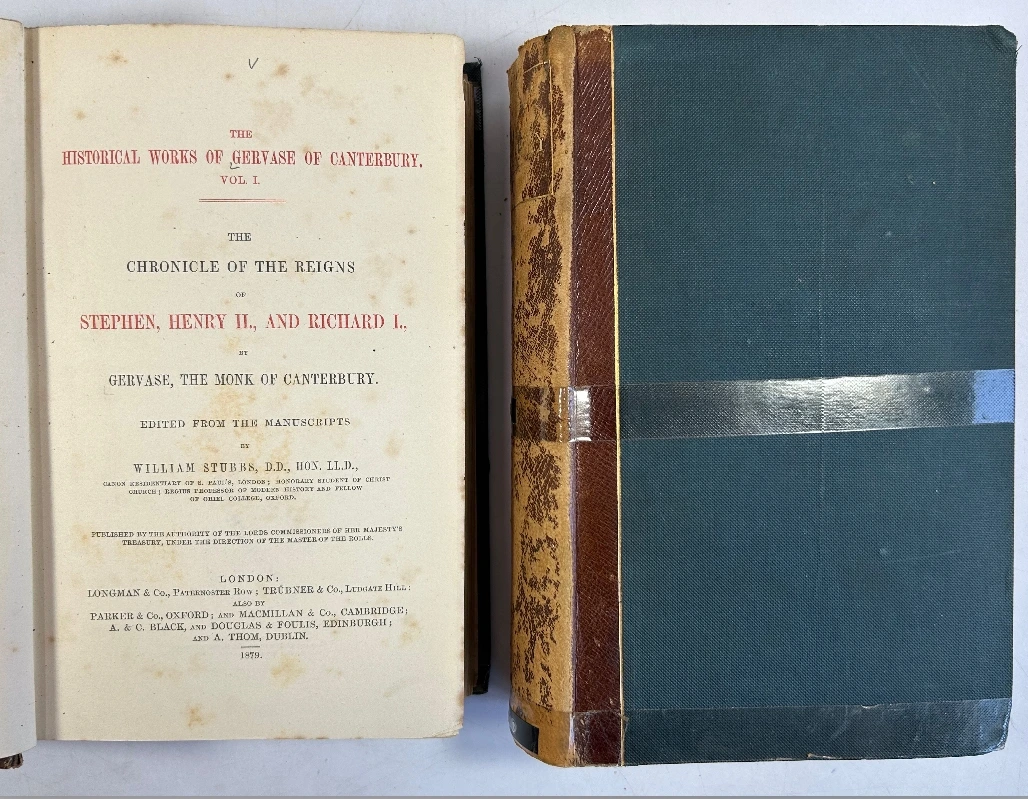 THE
HISTORICAL WORKS OF GERVASE OF CANTERBURY.
VOL. I.
THE
CHRONICLE OF THE REIGNS
OF
STEPHEN, HENRY II., AND RICHARD I.,
BY
GERVASE, THE MONK OF CANTERBURY.
EDITED FROM THE MANUSCRIPTS
BY
WILLIAM STUBBS, D.D., HON. LL.D.,
CANON RESIDENTIARY OF S. PAUL'S, LONDON; HONORARY STUDENT OF CHRIST
CHURCH; REGIUS PROFESSOR OF MODERN HISTORY AND FELLOW
OF ORIEL COLLEGE, OXFORD.
PUBLISHED BY THE AUTHORITY OF THE LORDS COMMISSIONERS OF HER MAJESTY'S
TREASURY, UNDER THE DIRECTION OF THE MASTER OF THE ROLLS.
LONDON:
LONGMAN & Co., PATERNOSTER ROW; TRÜBNER & Co., LUDGATE HILL;
ALSO BY
PARKER & Co., OXFORD; AND MACMILLAN & Co., CAMBRIDGE;
A. & C. BLACK, AND DOUGLAS & FOULIS, EDINBURGH;
AND A. THOM, DUBLIN.
1879.